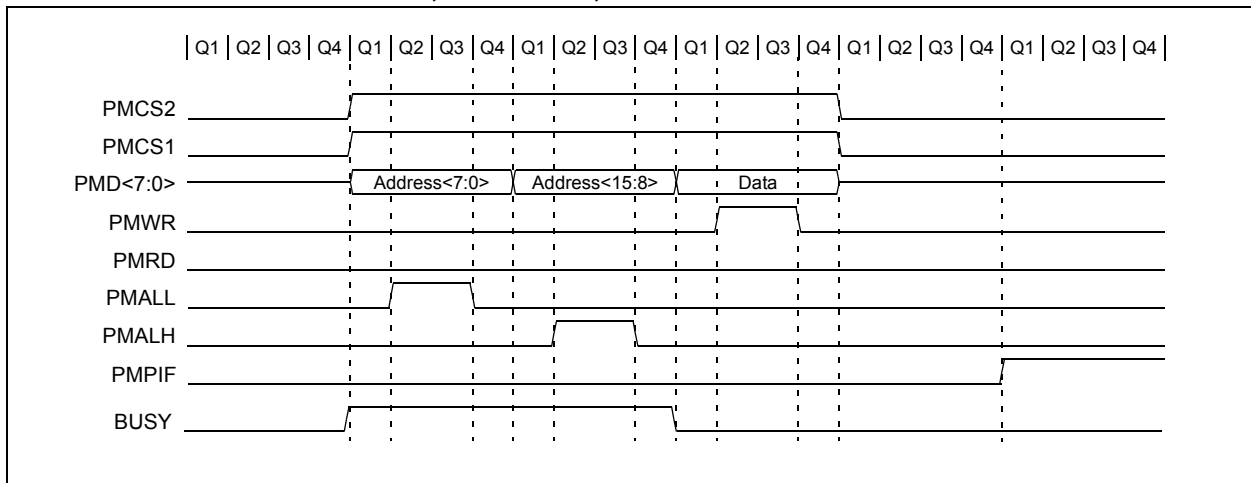 Q1 Q2 Q3 Q4 Q1 Q2 Q3 Q4 Q1 Q2 Q3 Q4 Q1 Q2 Q3 Q4 Q1 Q2 Q3 Q4 Q1 Q2 Q3 Q4
PMCS2
PMCS1
PMD<7:0> Address<7:0> Address<15:8> Data
PMWR
PMRD
PMALL
PMALH
PMPIF
BUSY